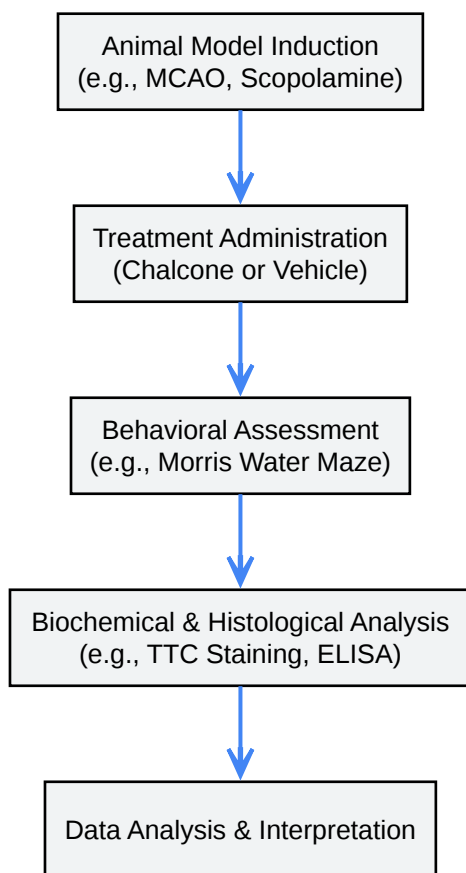 Animal Model Induction
(e.g., MCAO, Scopolamine)
Treatment Administration
(Chalcone or Vehicle)
Behavioral Assessment
(e.g., Morris Water Maze)
Biochemical & Histological Analysis
(e.g., TTC Staining, ELISA)
Data Analysis & Interpretation